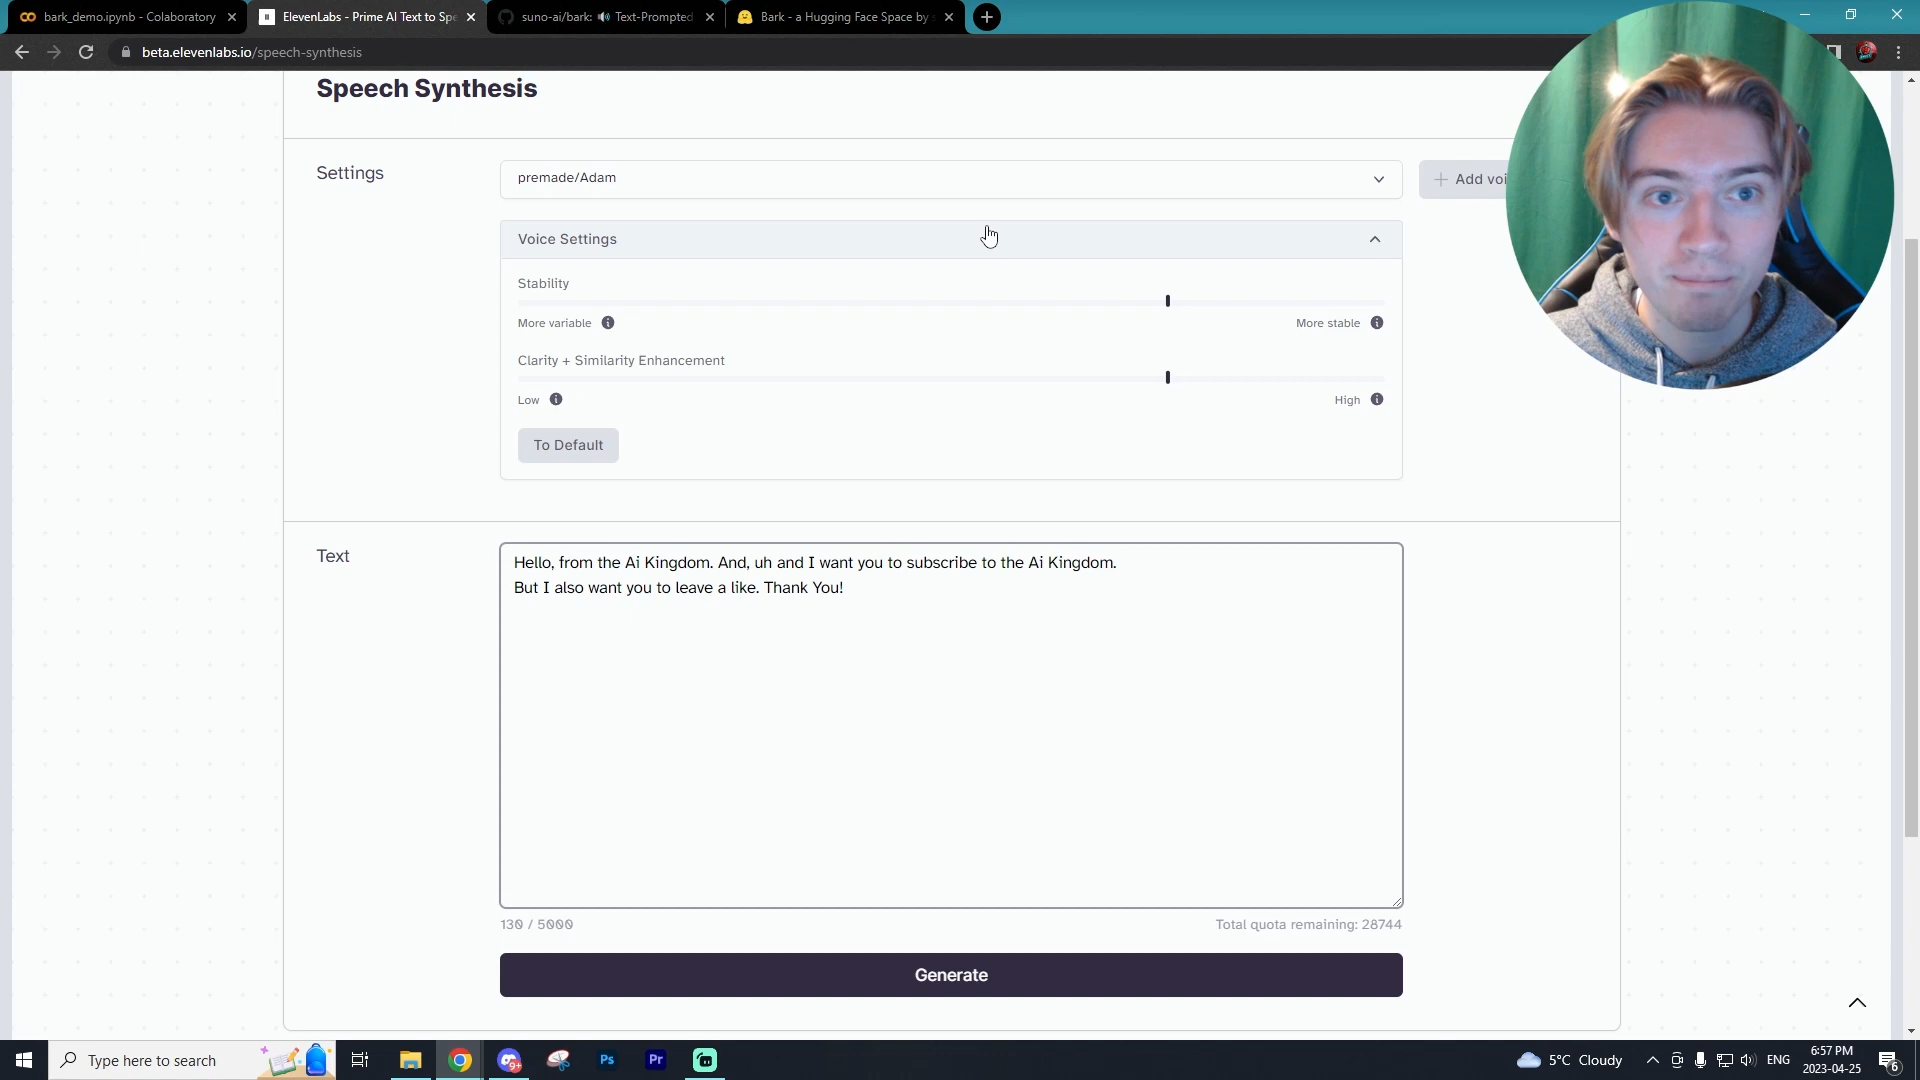 bark_demo.ipynb - Colaboratory
ElevenLabs - Prime AI Text to Spe
suno-ai/bark: 🔊 Text-Prompted
Bark - a Hugging Face Space by s
beta.elevenlabs.io/speech-synthesis
Speech Synthesis
Settings
premade/Adam
Add voi
Voice Settings
Stability
More variable
More stable
Clarity + Similarity Enhancement
Low
High
To Default
Text
Hello, from the Ai Kingdom. And, uh and I want you to subscribe to the Ai Kingdom.
But I also want you to leave a like. Thank You!
130 / 5000
Total quota remaining: 28744
Generate
Type here to search
9+
Ps
Pr
5°C Cloudy
ENG
6:57 PM
2023-04-25
6